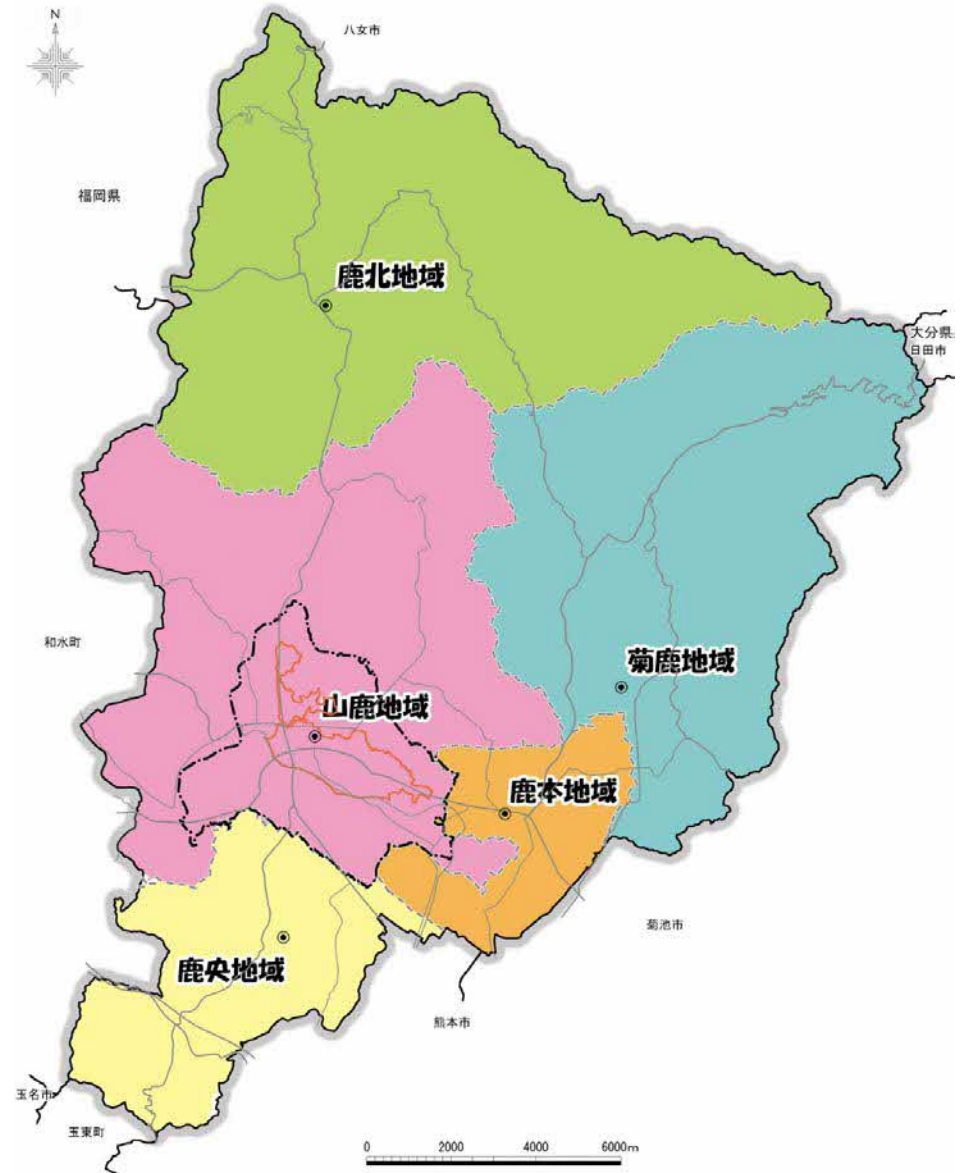 N
八女市
福岡県
鹿北地域
大分県
日田市
和水町
菊鹿地域
山鹿地域
鹿本地域
菊池市
鹿央地域
熊本市
玉名市
玉東町
0 2000 4000 6000m